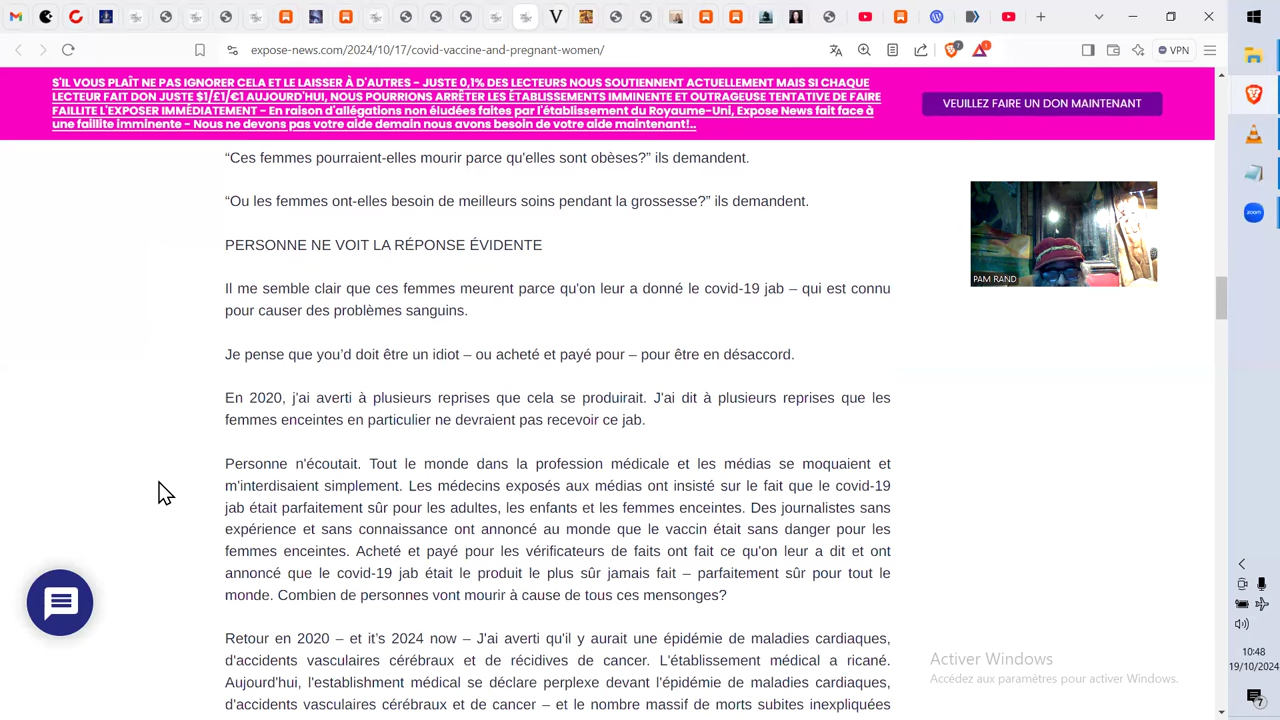 expose-news.com/2024/10/17/covid-vaccine-and-pregnant-women/
VPN
S'IL VOUS PLAÎT NE PAS IGNORER CELA ET LE LAISSER À D'AUTRES - JUSTE 0,1% DES LECTEURS NOUS SOUTIENNENT ACTUELLEMENT MAIS SI CHAQUE
LECTEUR FAIT DON JUSTE $1/£1/€1 AUJOURD'HUI, NOUS POURRIONS ARRÊTER LES ÉTABLISSEMENTS IMMINENTE ET OUTRAGEUSE TENTATIVE DE FAIRE
FAILLITE L'EXPOSER IMMÉDIATEMENT - En raison d'allégations non éludées faites par l'établissement du Royaume-Uni, Expose News fait face à
une faillite imminente - Nous ne devons pas votre aide demain nous avons besoin de votre aide maintenant!..
VEUILLEZ FAIRE UN DON MAINTENANT
“Ces femmes pourraient-elles mourir parce qu'elles sont obèses?” ils demandent.
“Ou les femmes ont-elles besoin de meilleurs soins pendant la grossesse?” ils demandent.
PERSONNE NE VOIT LA RÉPONSE ÉVIDENTE
Il me semble clair que ces femmes meurent parce qu'on leur a donné le covid-19 jab – qui est connu
pour causer des problèmes sanguins.
Je pense que you’d doit être un idiot – ou acheté et payé pour – pour être en désaccord.
En 2020, j'ai averti à plusieurs reprises que cela se produirait. J'ai dit à plusieurs reprises que les
femmes enceintes en particulier ne devraient pas recevoir ce jab.
Personne n'écoutait. Tout le monde dans la profession médicale et les médias se moquaient et
m'interdisaient simplement. Les médecins exposés aux médias ont insisté sur le fait que le covid-19
jab était parfaitement sûr pour les adultes, les enfants et les femmes enceintes. Des journalistes sans
expérience et sans connaissance ont annoncé au monde que le vaccin était sans danger pour les
femmes enceintes. Acheté et payé pour les vérificateurs de faits ont fait ce qu'on leur a dit et ont
annoncé que le covid-19 jab était le produit le plus sûr jamais fait – parfaitement sûr pour tout le
monde. Combien de personnes vont mourir à cause de tous ces mensonges?
Retour en 2020 – et it’s 2024 now – J'ai averti qu'il y aurait une épidémie de maladies cardiaques,
d'accidents vasculaires cérébraux et de récidives de cancer. L'établissement médical a ricané.
Aujourd'hui, l'establishment médical se déclare perplexe devant l'épidémie de maladies cardiaques,
d'accidents vasculaires cérébraux et de cancer – et le nombre massif de morts subites inexpliquées
PAM RAND
zoom
Activer Windows
Accédez aux paramètres pour activer Windows.
10:48
19/10/2024
7